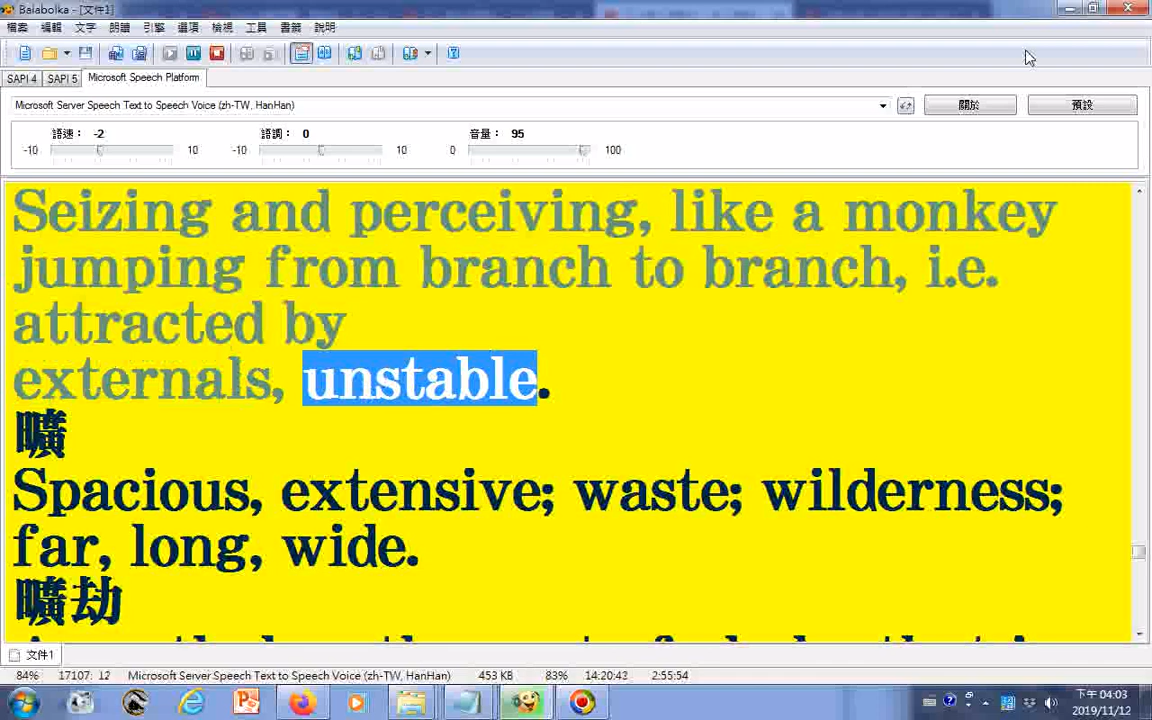 Balabolka - [文件1]
檔案 編輯 文字 朗讀 引擎 選項 檢視 工具 書籤 說明
SAPI 4 SAPI 5 Microsoft Speech Platform
Microsoft Server Speech Text to Speech Voice (zh-TW, HanHan) 關於 預設
語速： -2 語調： 0 音量： 95
-10 10 -10 10 0 100
Seizing and perceiving, like a monkey
jumping from branch to branch, i.e.
attracted by
externals, unstable.
曠
Spacious, extensive; waste; wilderness;
far, long, wide.
曠劫
文件1
84% 17107: 12 Microsoft Server Speech Text to Speech Voice (zh-TW, HanHan) 453 KB 83% 14:20:43 2:55:54
下午 04:03
2019/11/12